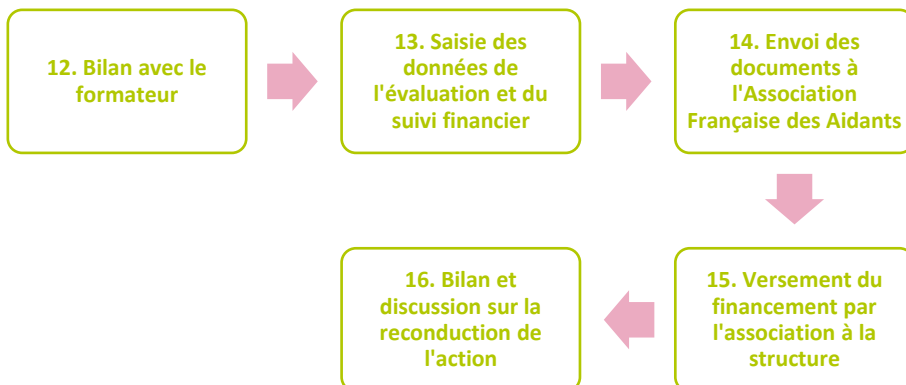 12. Bilan avec le
formateur
13. Saisie des
données de
l'évaluation et du
suivi financier
14. Envoi des
documents à
l'Association
Française des Aidants
15. Versement du
financement par
l'association à la
structure
16. Bilan et
discussion sur la
reconduction de
l'action